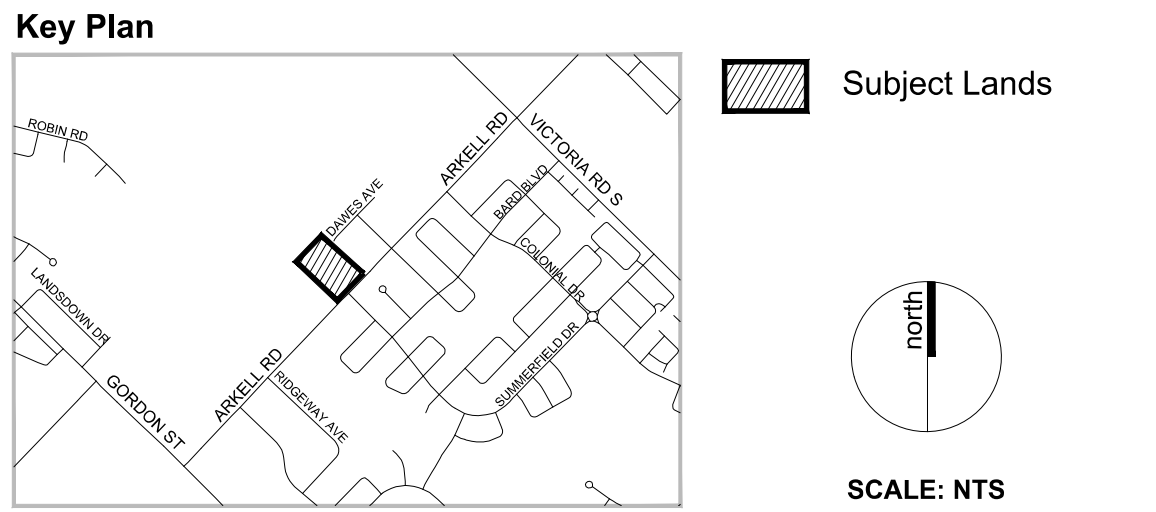 Key Plan
Subject Lands
ROBIN RD
ARKELL RD
VICTORIA RD S
BARD BLVD
DAWES AVE
COLONIAL DR
LANDSDOWN DR
SUMMERFIELD DR
ARKELL RD
RIDGEWAY AVE
GORDON ST
north
SCALE: NTS